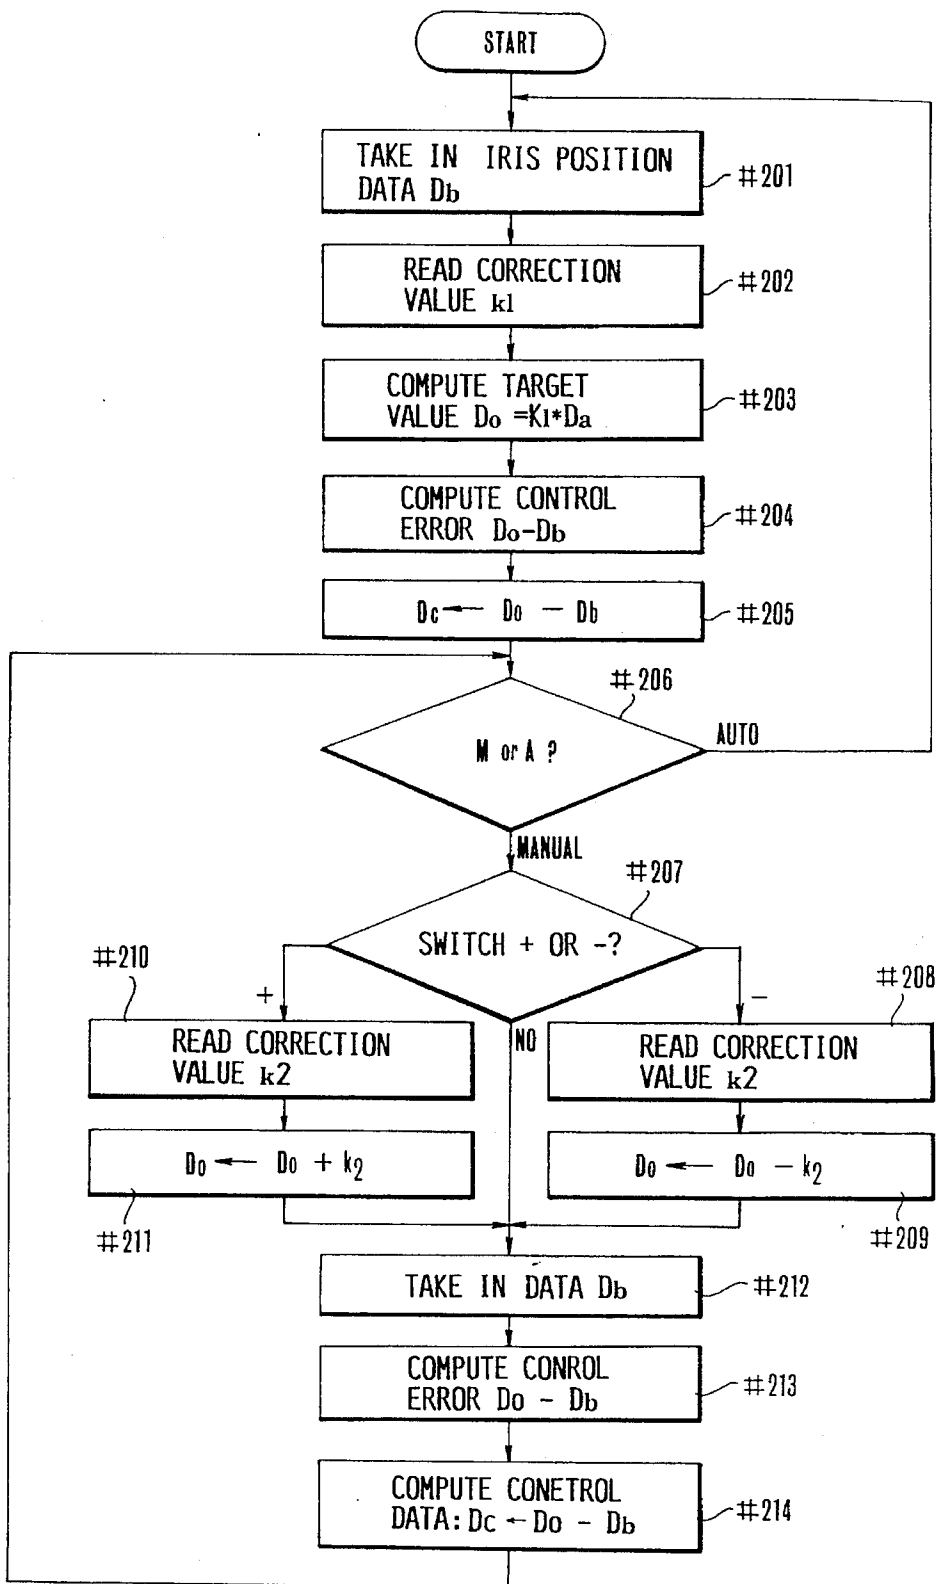 START
TAKE IN IRIS POSITION
DATA Db
#201
READ CORRECTION
VALUE k1
#202
COMPUTE TARGET
VALUE Do =K1*Da
#203
COMPUTE CONTROL
ERROR Do-Db
#204
Dc ← Do - Db
#205
#206
M or A ?
AUTO
MANUAL
#207
SWITCH + OR -?
#210
+
NO
-
#208
READ CORRECTION
VALUE k2
READ CORRECTION
VALUE k2
Do ← Do + k2
Do ← Do - k2
#211
#209
TAKE IN DATA Db
#212
COMPUTE CONROL
ERROR Do - Db
#213
COMPUTE CONETROL
DATA: Dc ← Do - Db
#214